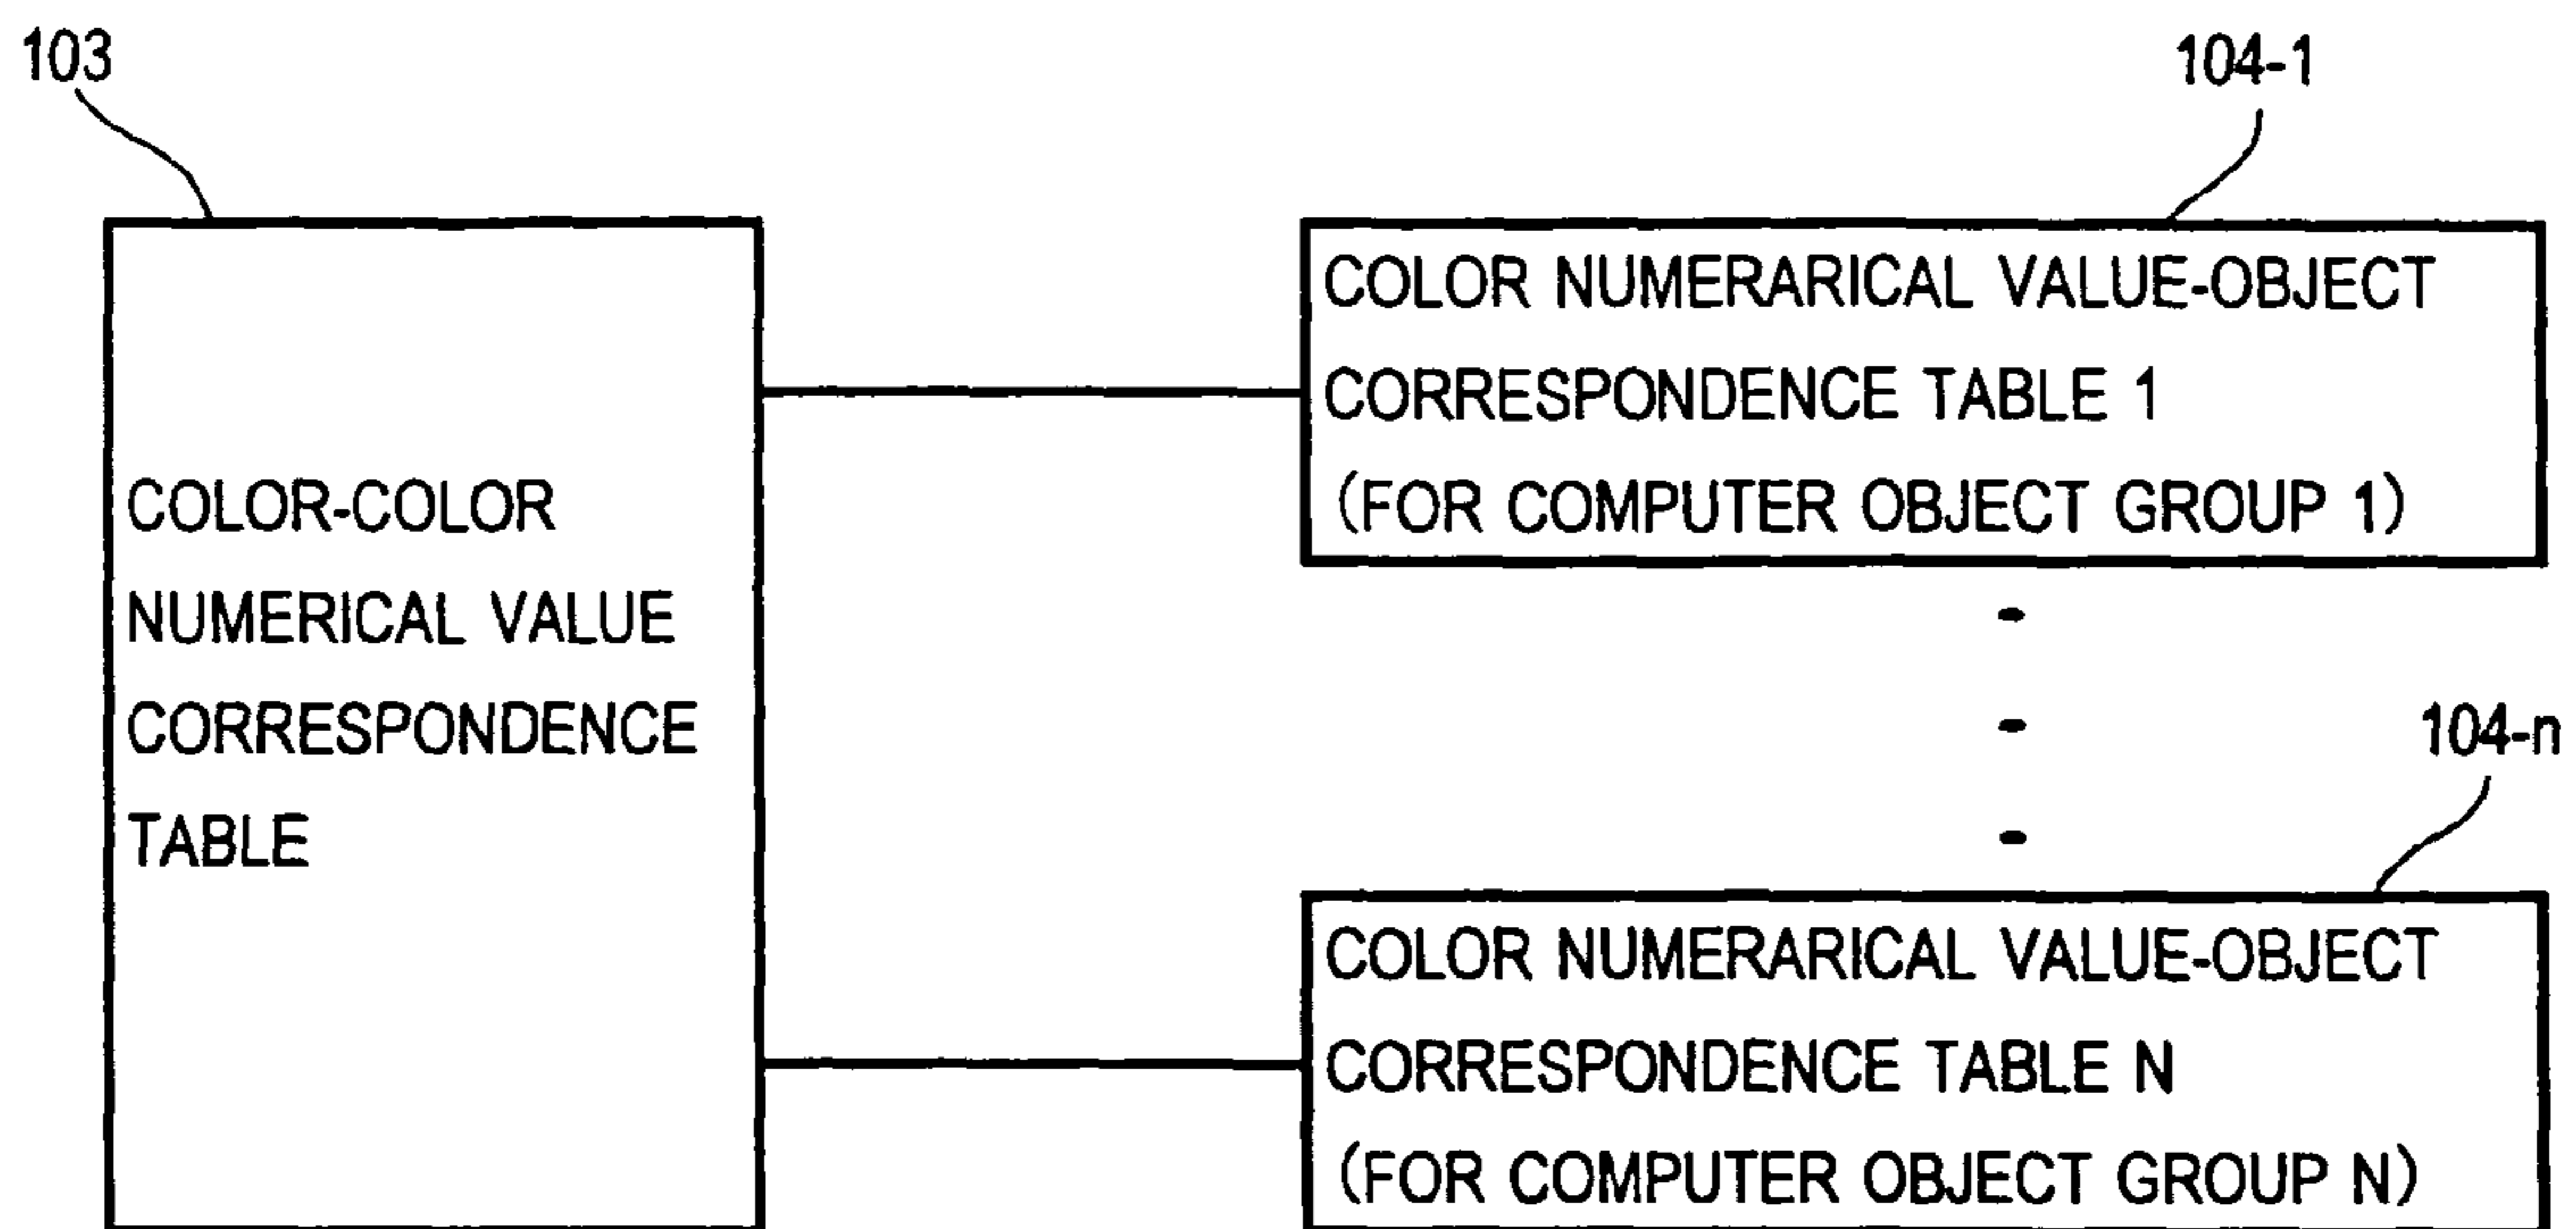 103
104-1
COLOR-COLOR
NUMERICAL VALUE
CORRESPONDENCE
TABLE
COLOR NUMERARICAL VALUE-OBJECT
CORRESPONDENCE TABLE 1
(FOR COMPUTER OBJECT GROUP 1)
104-n
COLOR NUMERARICAL VALUE-OBJECT
CORRESPONDENCE TABLE N
(FOR COMPUTER OBJECT GROUP N)